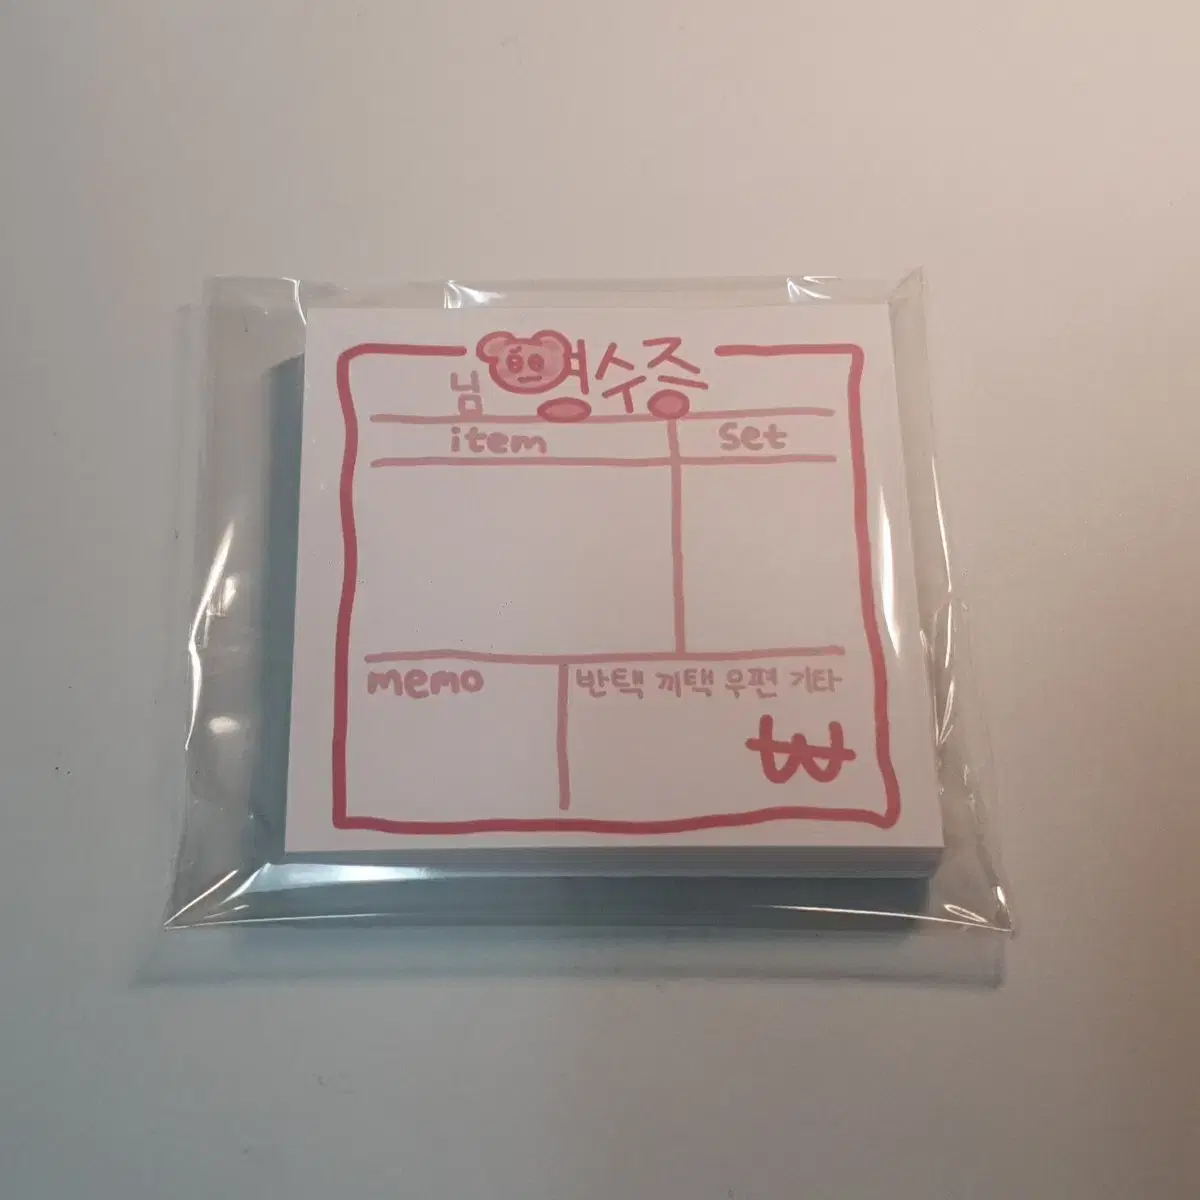 영수증
님
item set
memo 반택 끼택 우편 기타
₩